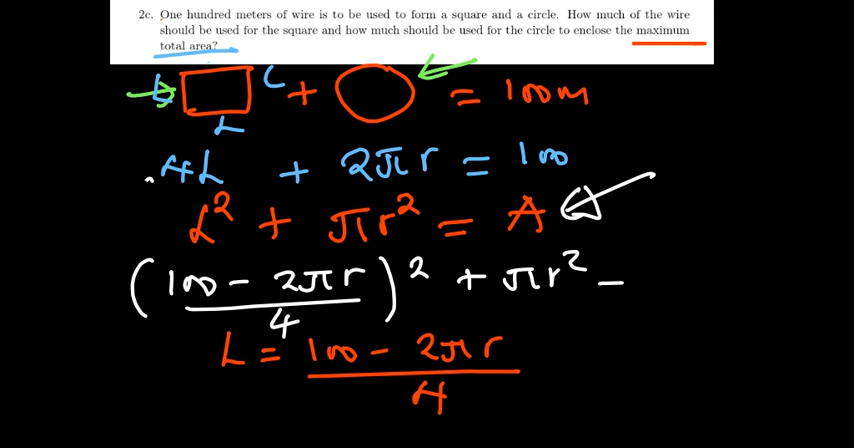 2c. One hundred meters of wire is to be used to form a square and a circle. How much of the wire
should be used for the square and how much should be used for the circle to enclose the maximum
total area?
L L + = 100m
L
4L + 2πr = 100
L² + πr² = A
(100 - 2πr / 4)² + πr² -
L = 100 - 2πr / 4